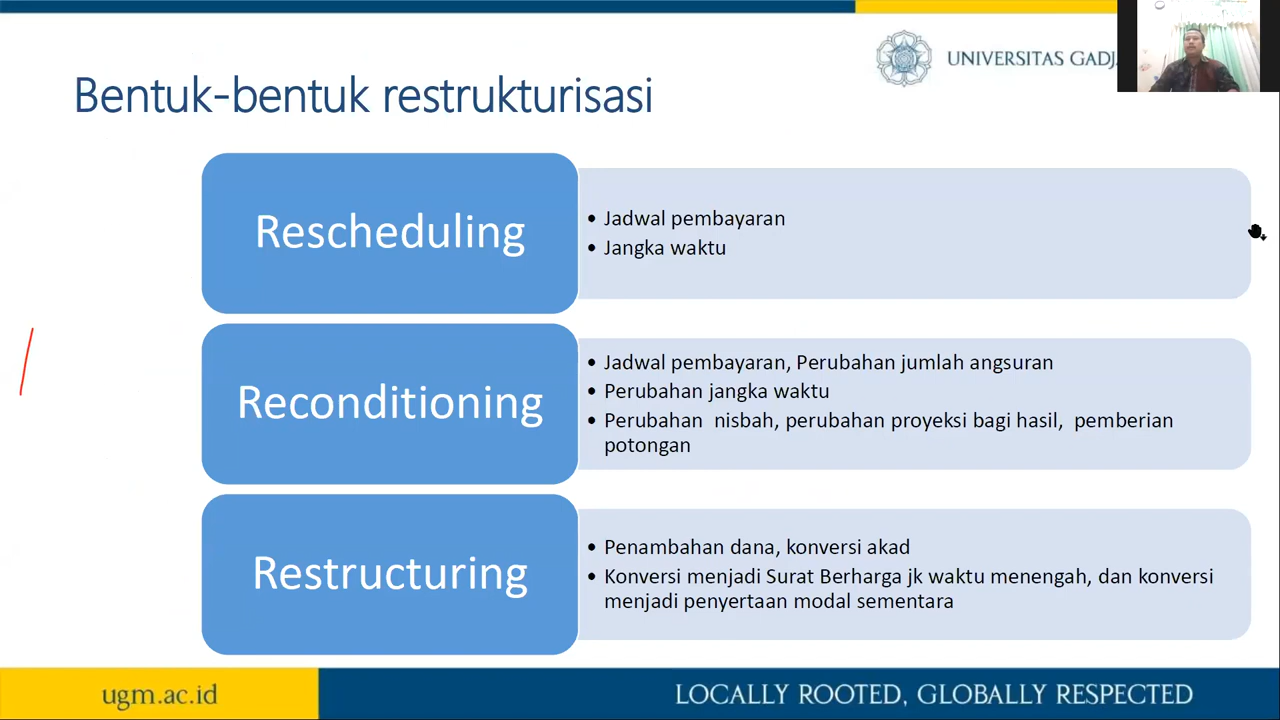 UNIVERSITAS GADJ
Bentuk-bentuk restrukturisasi
Rescheduling
• Jadwal pembayaran
• Jangka waktu
Reconditioning
• Jadwal pembayaran, Perubahan jumlah angsuran
• Perubahan jangka waktu
• Perubahan nisbah, perubahan proyeksi bagi hasil, pemberian
potongan
Restructuring
• Penambahan dana, konversi akad
• Konversi menjadi Surat Berharga jk waktu menengah, dan konversi
menjadi penyertaan modal sementara
ugm.ac.id
LOCALLY ROOTED, GLOBALLY RESPECTED